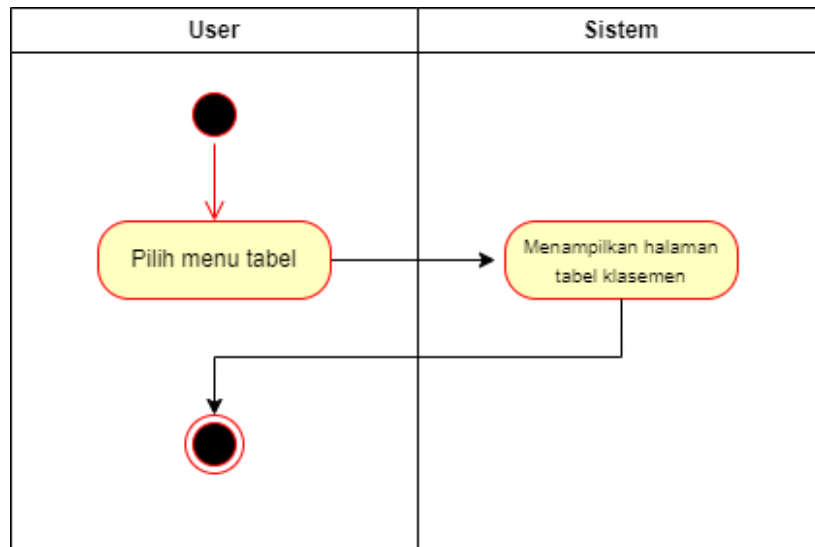 User
Sistem
Pilih menu tabel
Menampilkan halaman
tabel klasemen